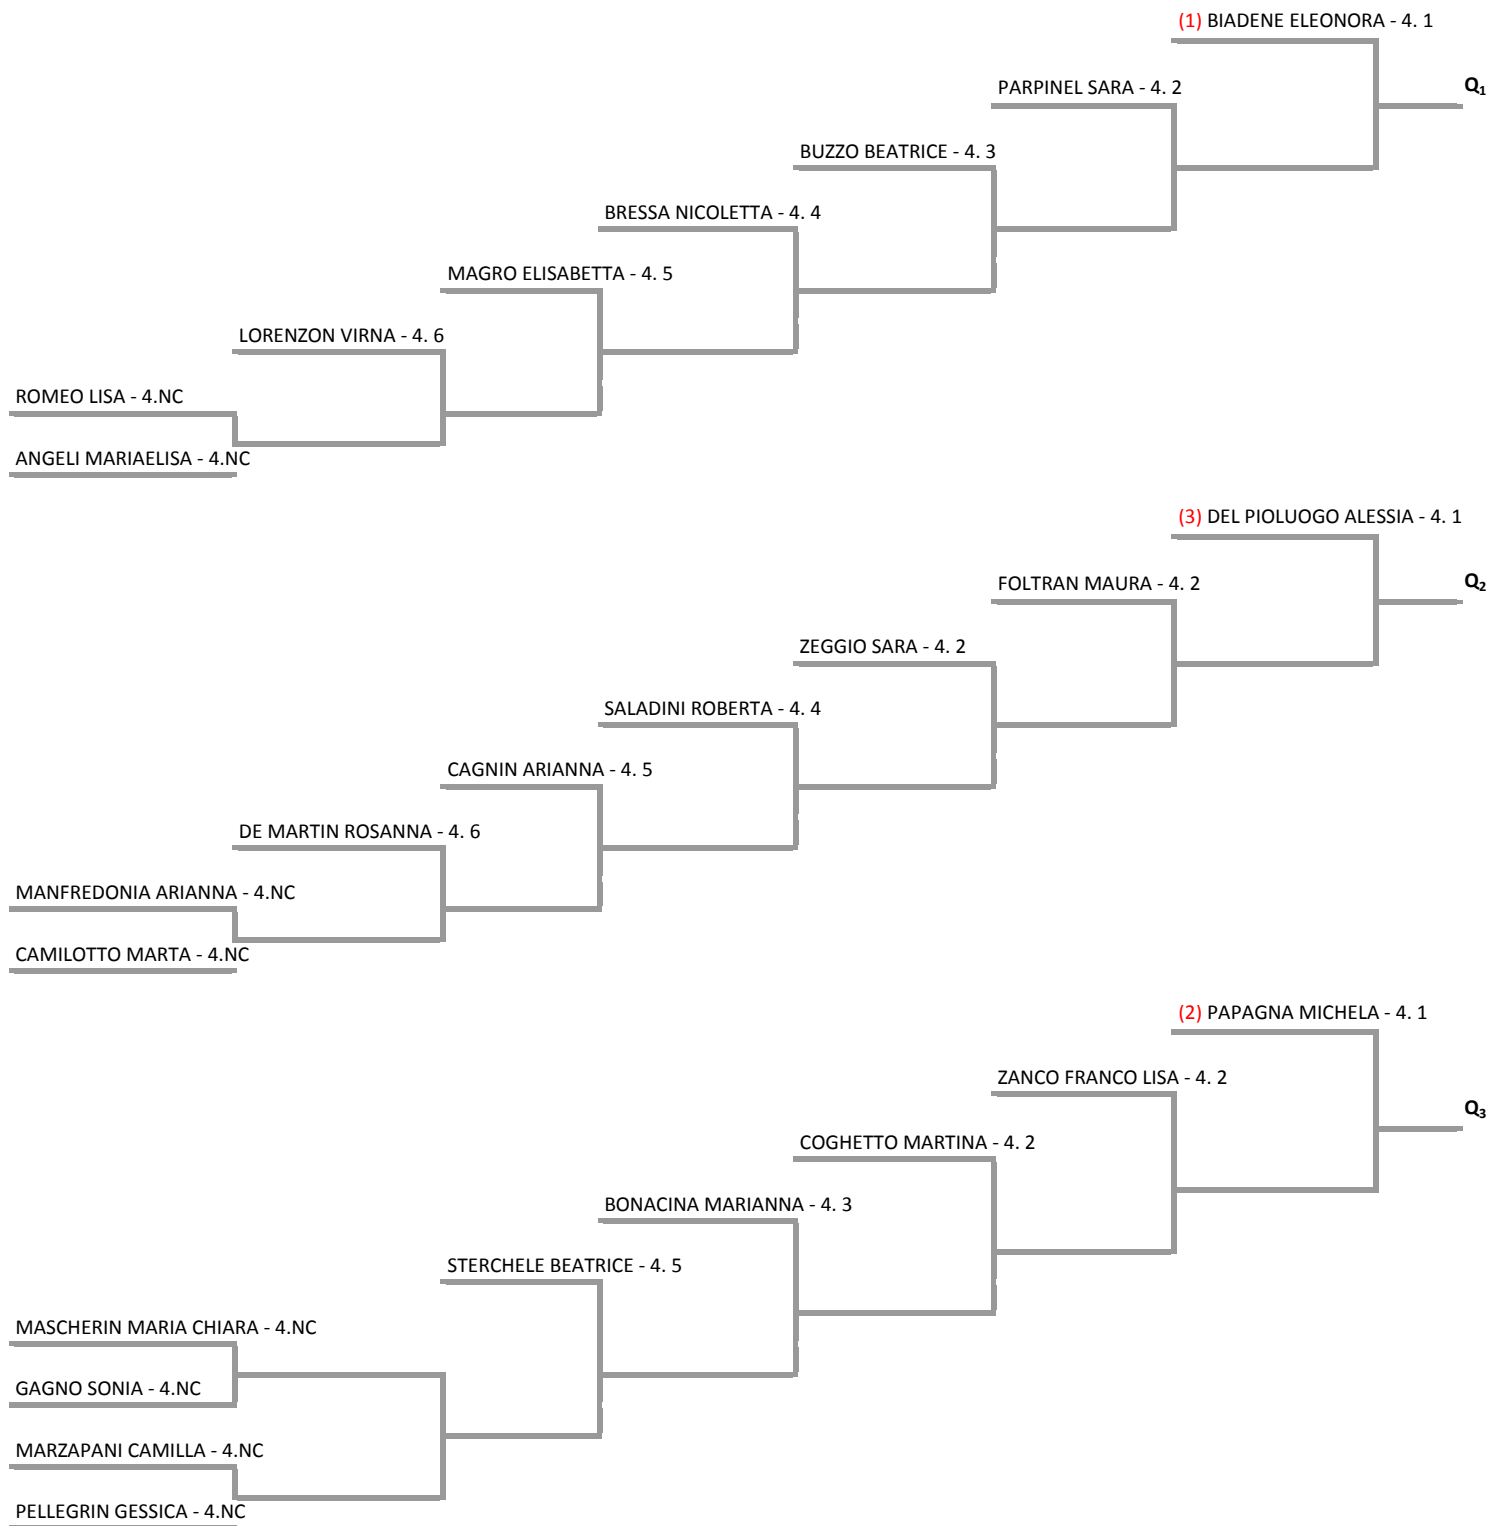 (1) BIADENE ELEONORA - 4. 1
Q₁
PARPINEL SARA - 4. 2
BUZZO BEATRICE - 4. 3
BRESSA NICOLETTA - 4. 4
MAGRO ELISABETTA - 4. 5
LORENZON VIRNA - 4. 6
ROMEO LISA - 4.NC
ANGELI MARIAELISA - 4.NC
(3) DEL PIOLUOGO ALESSIA - 4. 1
Q₂
FOLTRAN MAURA - 4. 2
ZEGGIO SARA - 4. 2
SALADINI ROBERTA - 4. 4
CAGNIN ARIANNA - 4. 5
DE MARTIN ROSANNA - 4. 6
MANFREDONIA ARIANNA - 4.NC
CAMILOTTO MARTA - 4.NC
(2) PAPAGNA MICHELA - 4. 1
ZANCO FRANCO LISA - 4. 2
Q₃
COGHETTO MARTINA - 4. 2
BONACINA MARIANNA - 4. 3
STERCHELE BEATRICE - 4. 5
MASCHERIN MARIA CHIARA - 4.NC
GAGNO SONIA - 4.NC
MARZAPANI CAMILLA - 4.NC
PELLEGRIN GESSICA - 4.NC